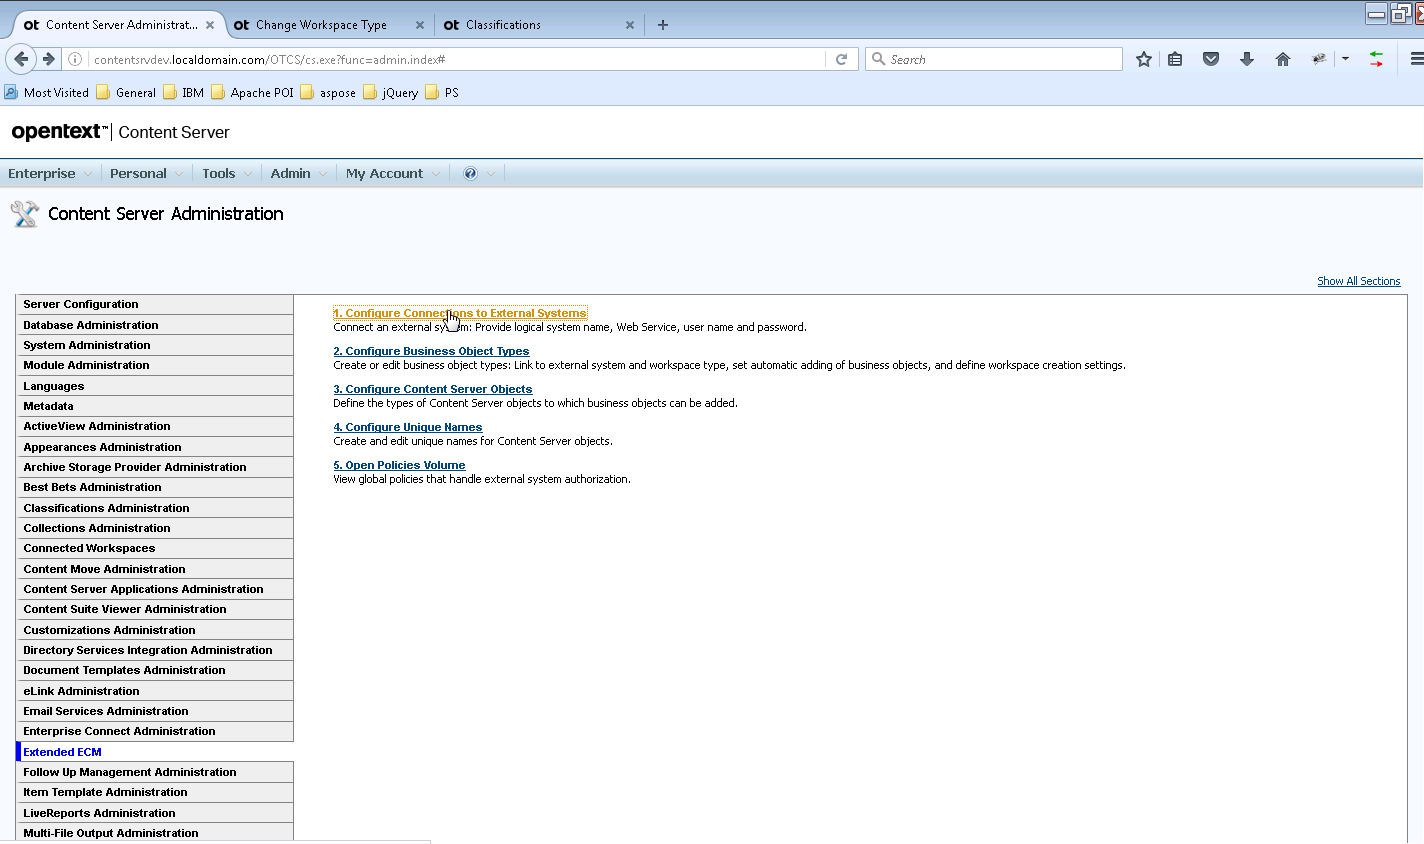 Content Server Administrat...
Change Workspace Type
Classifications
contentsrvdev.localdomain.com/OTCS/cs.exe?func=admin.index#
Search
Most Visited General IBM Apache POI aspose jQuery PS
opentext™ | Content Server
Enterprise Personal Tools Admin My Account ?
Content Server Administration
Show All Sections
Server Configuration
Database Administration
System Administration
Module Administration
Languages
Metadata
ActiveView Administration
Appearances Administration
Archive Storage Provider Administration
Best Bets Administration
Classifications Administration
Collections Administration
Connected Workspaces
Content Move Administration
Content Server Applications Administration
Content Suite Viewer Administration
Customizations Administration
Directory Services Integration Administration
Document Templates Administration
eLink Administration
Email Services Administration
Enterprise Connect Administration
Extended ECM
Follow Up Management Administration
Item Template Administration
LiveReports Administration
Multi-File Output Administration
1. Configure Connections to External Systems
Connect an external system: Provide logical system name, Web Service, user name and password.
2. Configure Business Object Types
Create or edit business object types: Link to external system and workspace type, set automatic adding of business objects, and define workspace creation settings.
3. Configure Content Server Objects
Define the types of Content Server objects to which business objects can be added.
4. Configure Unique Names
Create and edit unique names for Content Server objects.
5. Open Policies Volume
View global policies that handle external system authorization.